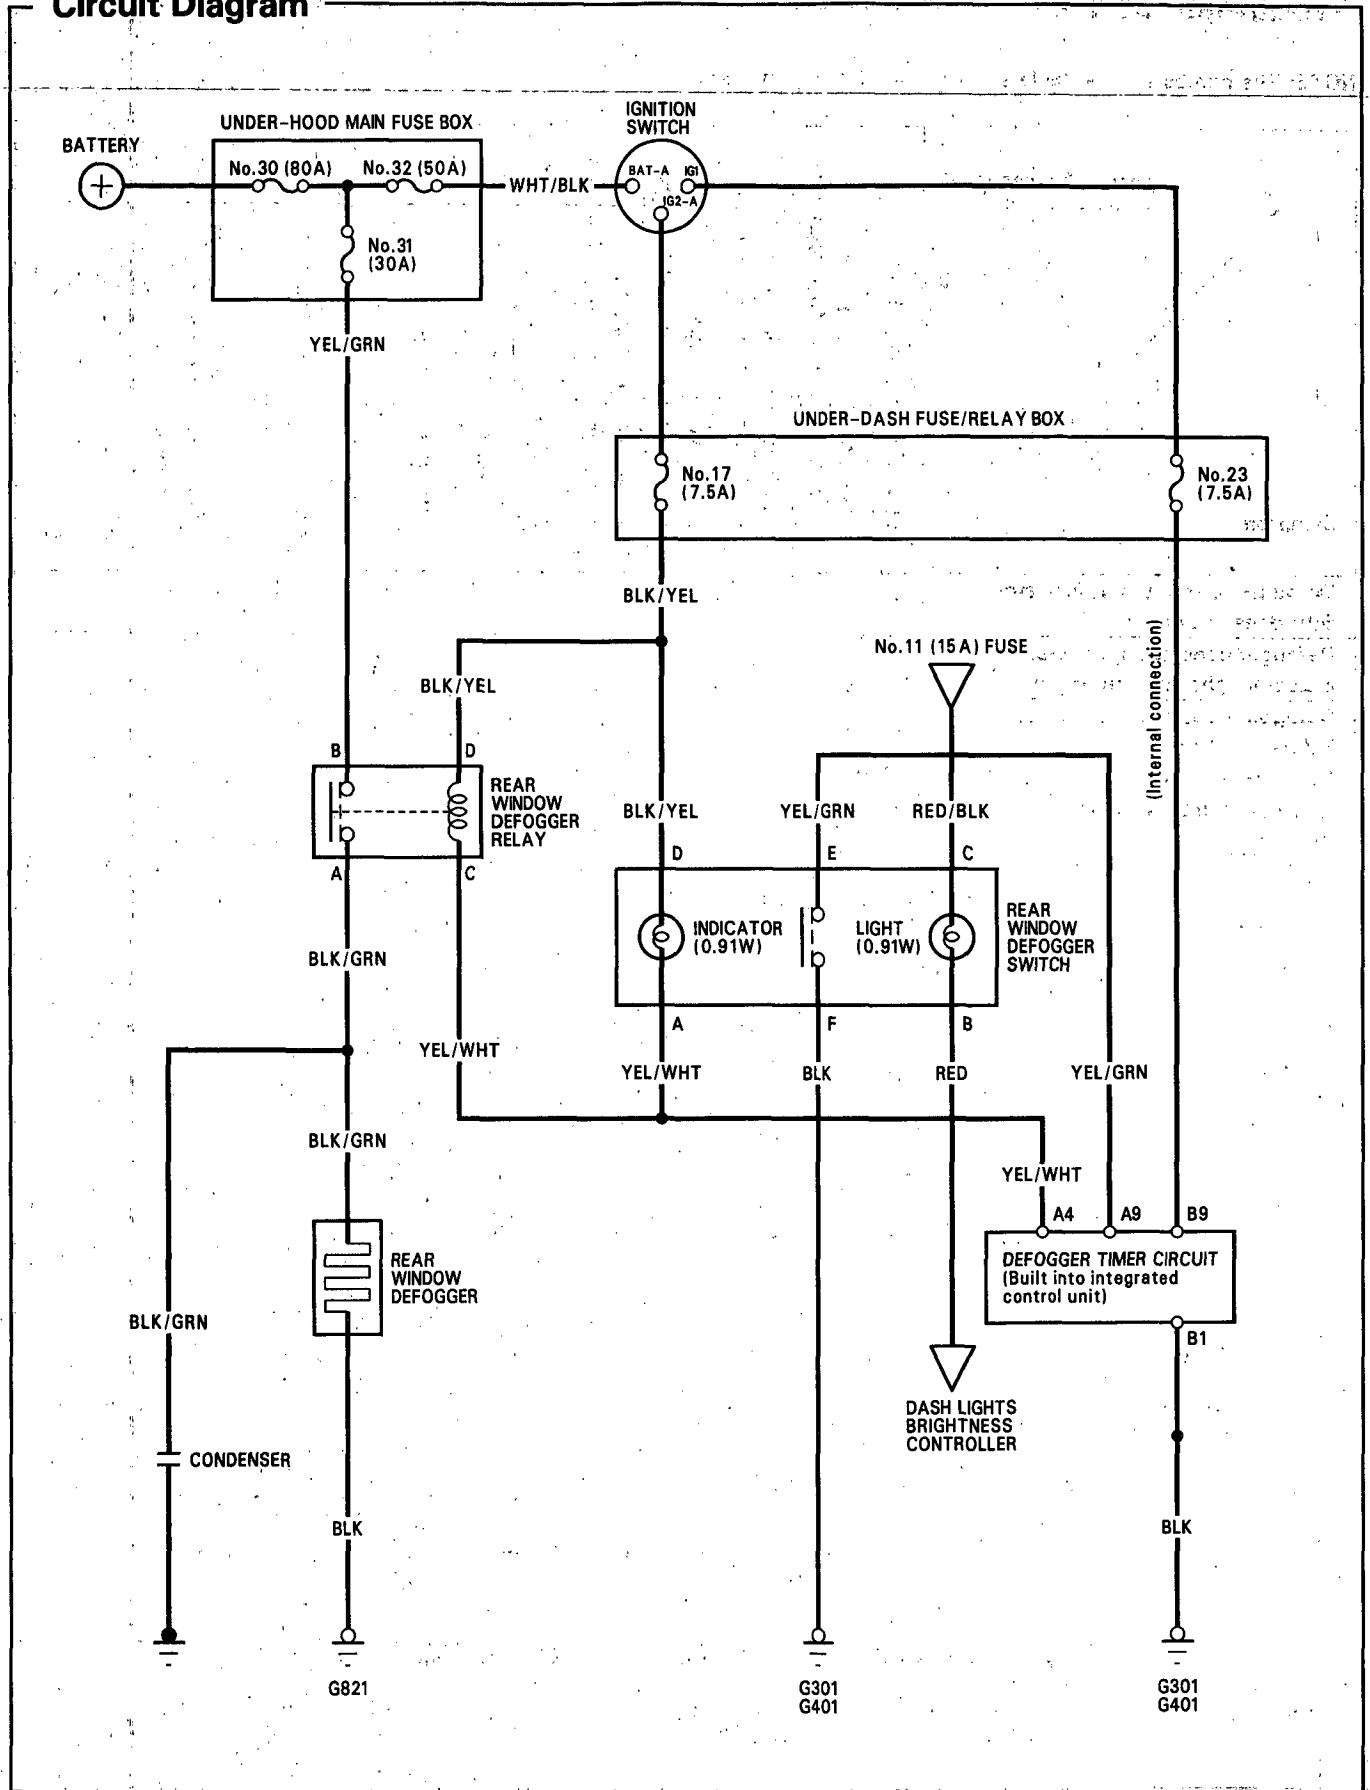 Circuit Diagram
UNDER-HOOD MAIN FUSE BOX
IGNITION
SWITCH
BATTERY
No.30 (80A)
No.32 (50A)
WHT/BLK
BAT-A
IG1
IG2-A
No.31
(30A)
YEL/GRN
UNDER-DASH FUSE/RELAY BOX
No.17
(7.5A)
No.23
(7.5A)
BLK/YEL
No.11 (15A) FUSE
(Internal connection)
BLK/YEL
B
D
REAR
WINDOW
DEFOGGER
RELAY
BLK/YEL
YEL/GRN
RED/BLK
A
C
D
E
C
INDICATOR
(0.91W)
LIGHT
(0.91W)
REAR
WINDOW
DEFOGGER
SWITCH
BLK/GRN
A
F
B
YEL/WHT
YEL/WHT
BLK
RED
YEL/GRN
BLK/GRN
YEL/WHT
A4
A9
B9
DEFOGGER TIMER CIRCUIT
(Built into integrated
control unit)
REAR
WINDOW
DEFOGGER
BLK/GRN
B1
DASH LIGHTS
BRIGHTNESS
CONTROLLER
CONDENSER
BLK
BLK
G821
G301
G401
G301
G401